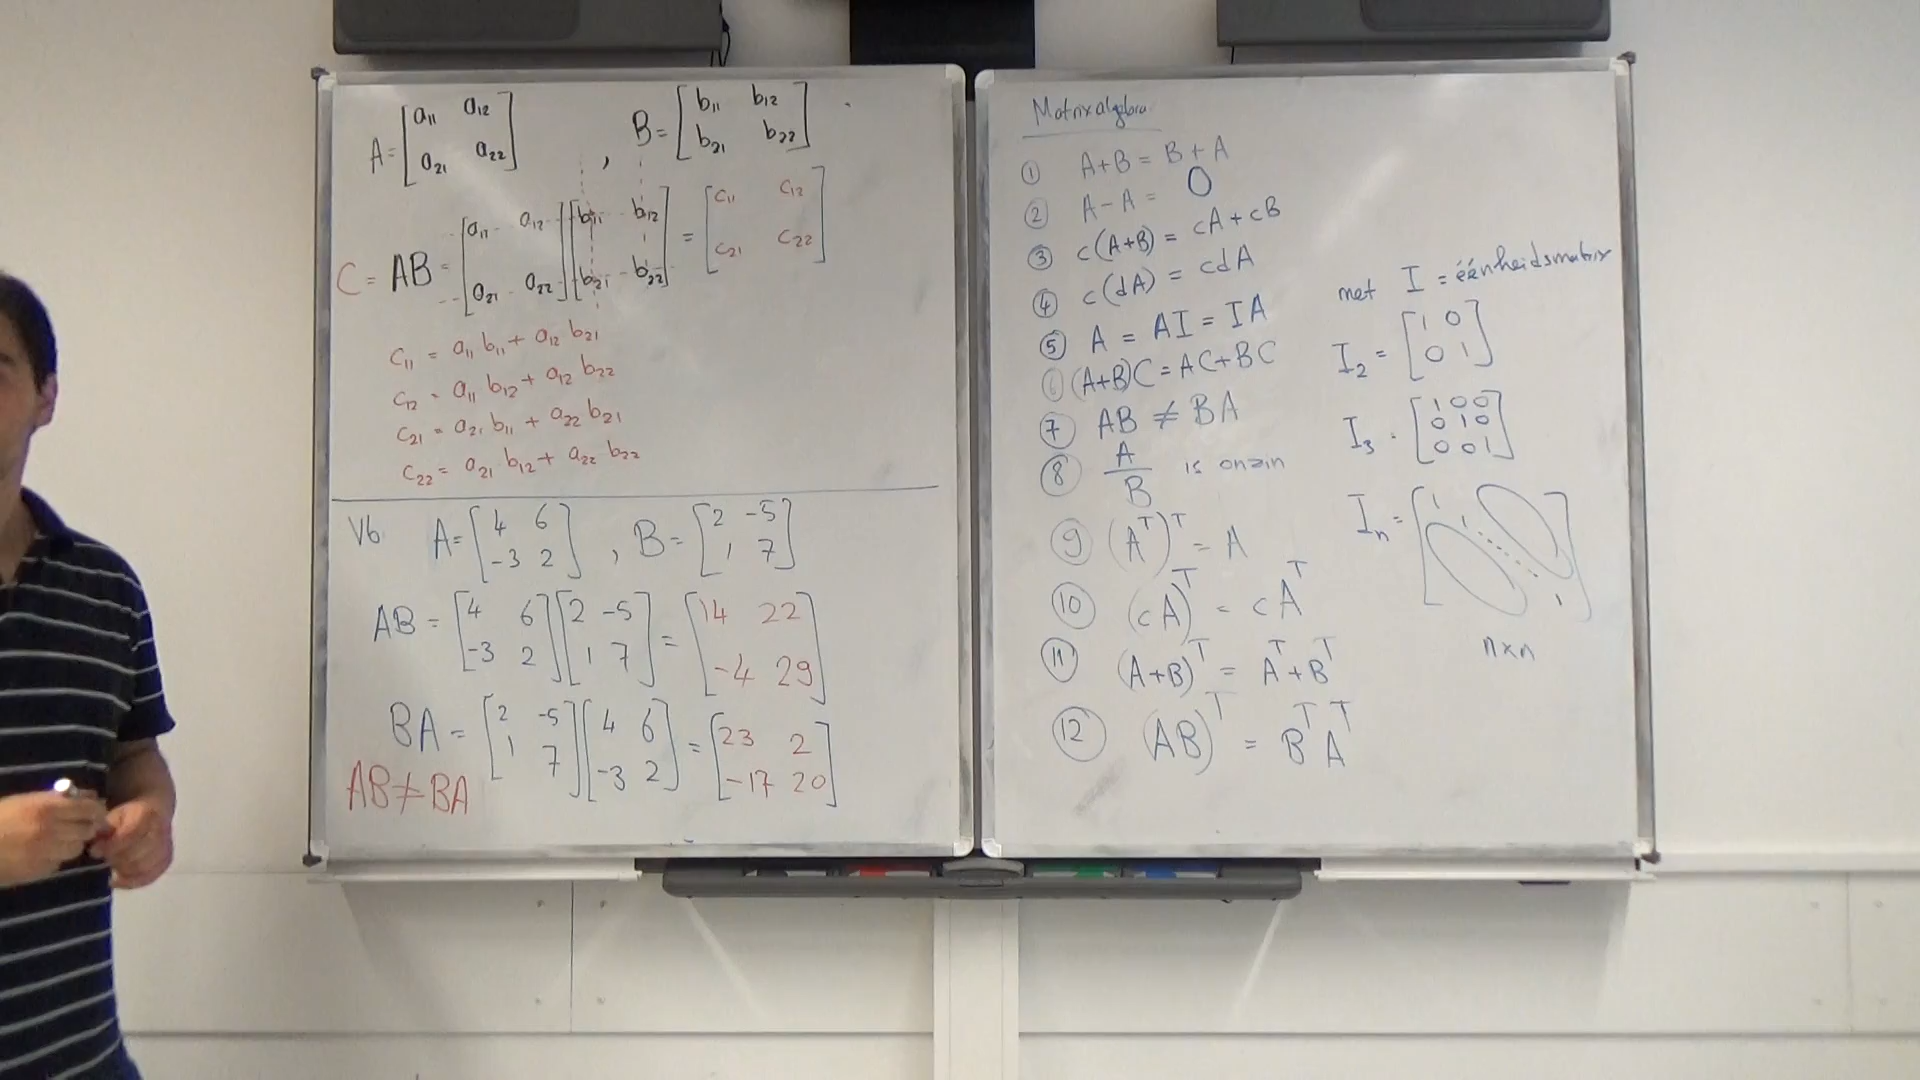 A = [a11 a12
a21 a22] , B = [b11 b12
b21 b22]
C = AB = [a11 a12
a21 a22] [b11 b12
b21 b22] = [c11 c12
c21 c22]
c11 = a11 b11 + a12 b21
c12 = a11 b12 + a12 b22
c21 = a21 b11 + a22 b21
c22 = a21 b12 + a22 b22
Vb. A = [4 6
-3 2] , B = [2 -5
1 7]
AB = [4 6
-3 2] [2 -5
1 7] = [14 22
-4 29]
BA = [2 -5
1 7] [4 6
-3 2] = [23 2
-17 20]
AB ≠ BA
Matrixalgebra
① A+B = B+A
② A-A = O
③ c(A+B) = cA + cB
④ c(dA) = cdA
⑤ A = AI = IA
⑥ (A+B)C = AC+BC
⑦ AB ≠ BA
⑧ A/B is onzin
⑨ (A^T)^T = A
⑩ (cA)^T = cA^T
⑪ (A+B)^T = A^T + B^T
⑫ (AB)^T = B^T A^T
met I = éénheidsmatrix
I2 = [1 0
0 1]
I3 = [1 0 0
0 1 0
0 0 1]
In = [1
1
1]
n×n